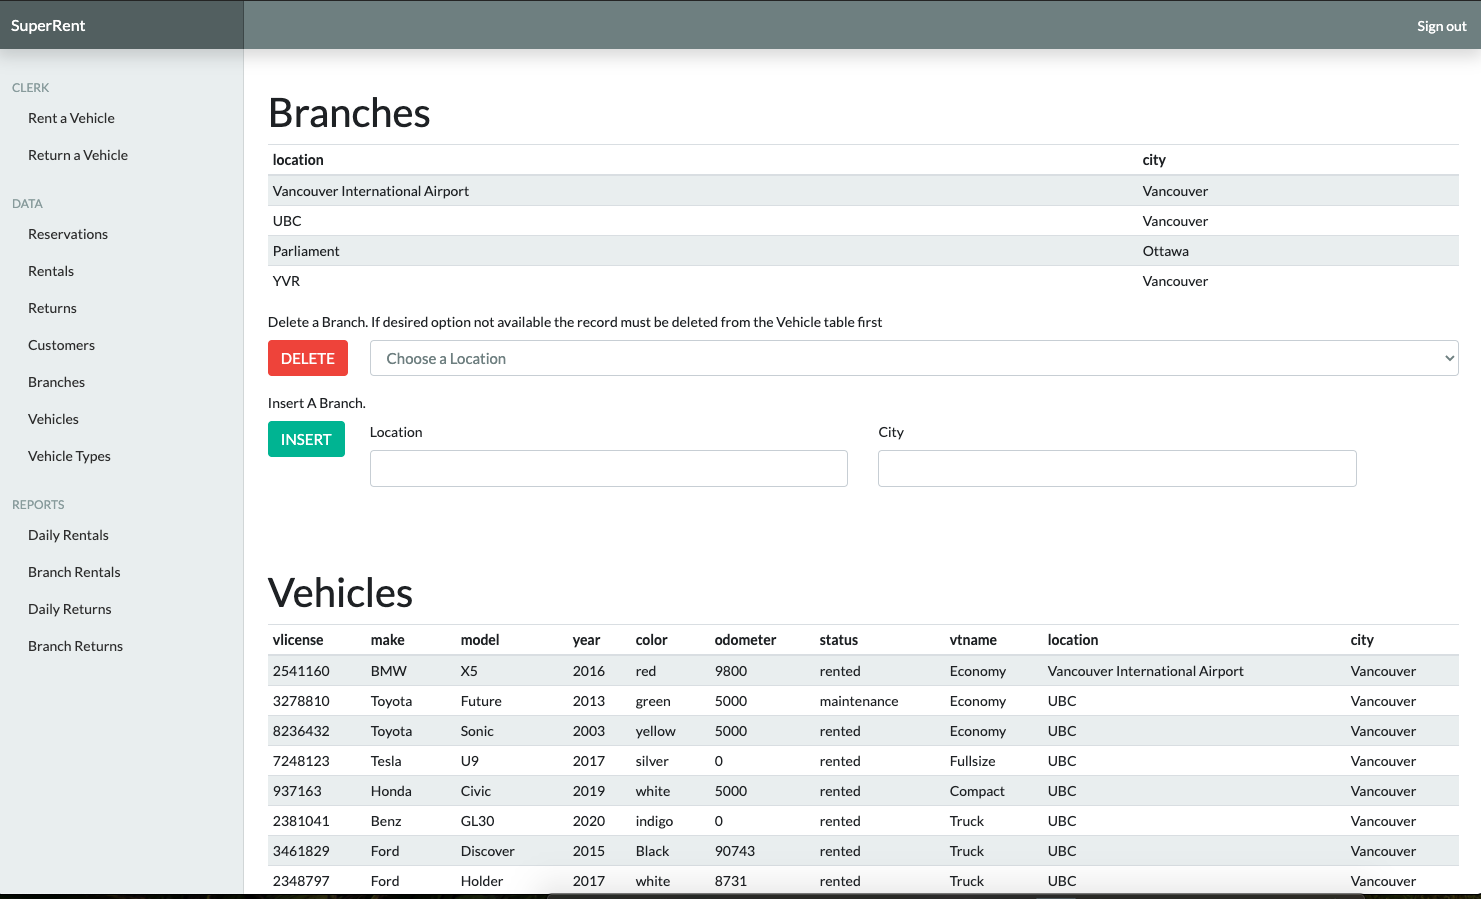 SuperRent
Sign out
CLERK
Rent a Vehicle
Return a Vehicle
DATA
Reservations
Rentals
Returns
Customers
Branches
Vehicles
Vehicle Types
REPORTS
Daily Rentals
Branch Rentals
Daily Returns
Branch Returns
Branches
location city
Vancouver International Airport Vancouver
UBC Vancouver
Parliament Ottawa
YVR Vancouver
Delete a Branch. If desired option not available the record must be deleted from the Vehicle table first
DELETE Choose a Location
Insert A Branch.
INSERT Location City
Vehicles
vlicense make model year color odometer status vtname location city
2541160 BMW X5 2016 red 9800 rented Economy Vancouver International Airport Vancouver
3278810 Toyota Future 2013 green 5000 maintenance Economy UBC Vancouver
8236432 Toyota Sonic 2003 yellow 5000 rented Economy UBC Vancouver
7248123 Tesla U9 2017 silver 0 rented Fullsize UBC Vancouver
937163 Honda Civic 2019 white 5000 rented Compact UBC Vancouver
2381041 Benz GL30 2020 indigo 0 rented Truck UBC Vancouver
3461829 Ford Discover 2015 Black 90743 rented Truck UBC Vancouver
2348797 Ford Holder 2017 white 8731 rented Truck UBC Vancouver